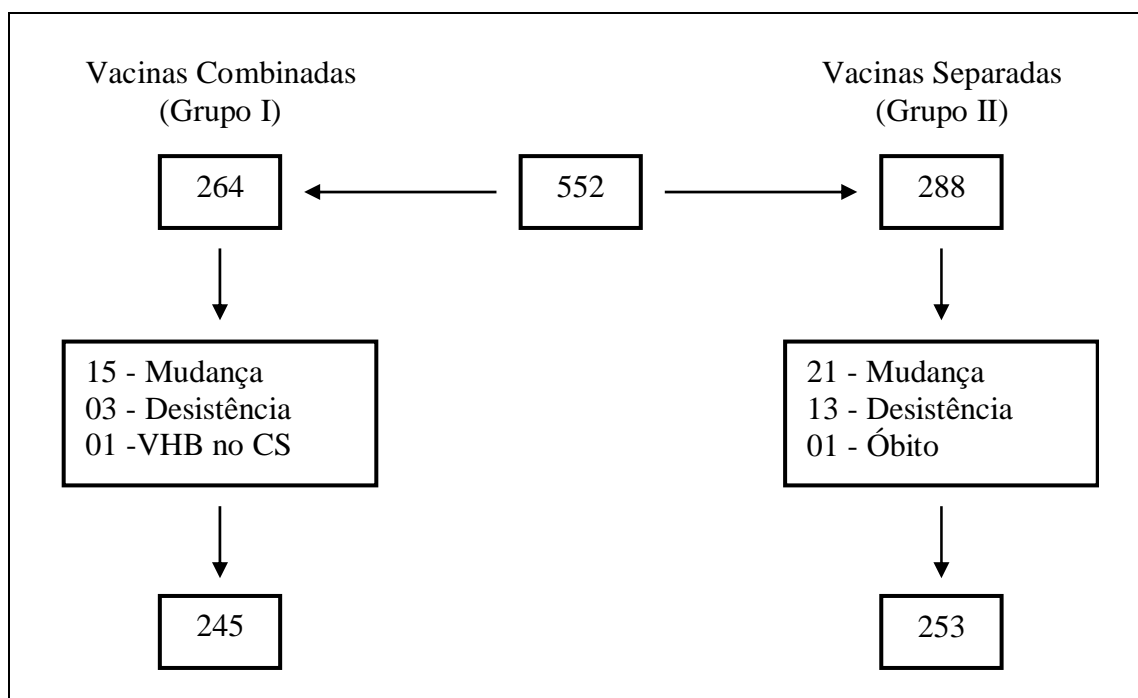 Vacinas Combinadas
(Grupo I)
Vacinas Separadas
(Grupo II)
264
552
288
15 - Mudança
03 - Desistência
01 -VHB no CS
21 - Mudança
13 - Desistência
01 - Óbito
245
253